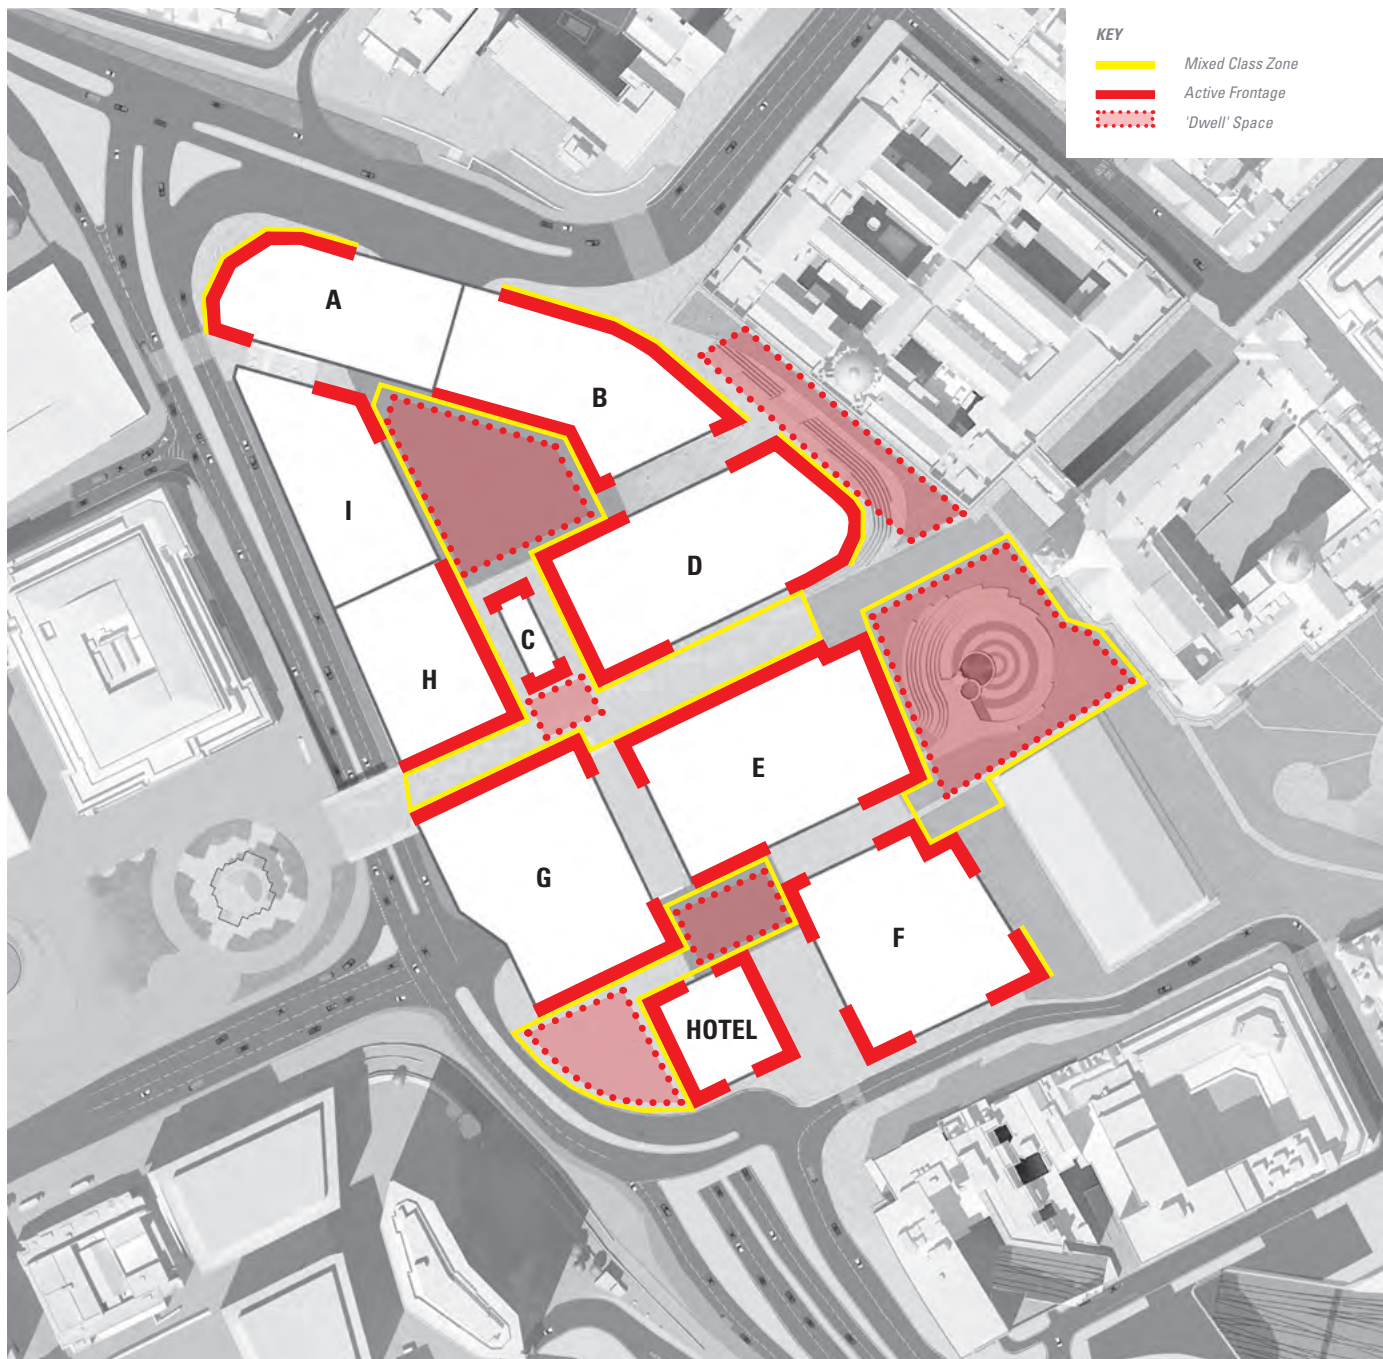 KEY
Mixed Class Zone
Active Frontage
'Dwell' Space
A
B
I
D
C
H
E
G
F
HOTEL